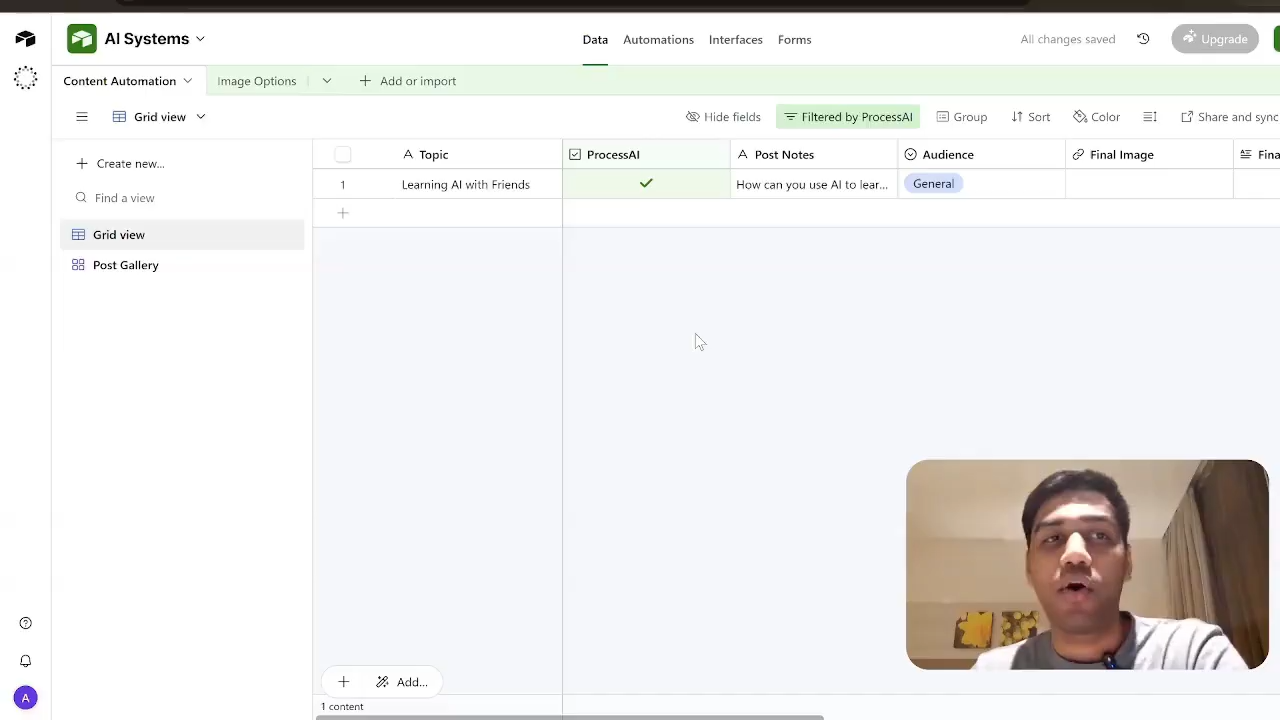 AI Systems
Data Automations Interfaces Forms
All changes saved
Upgrade
Content Automation
Image Options
Add or import
Grid view
Hide fields
Filtered by ProcessAI
Group
Sort
Color
Share and sync
Create new...
Find a view
Grid view
Post Gallery
Topic ProcessAI Post Notes Audience Final Image Fina
1 Learning AI with Friends How can you use AI to lear... General
Add...
1 content
A